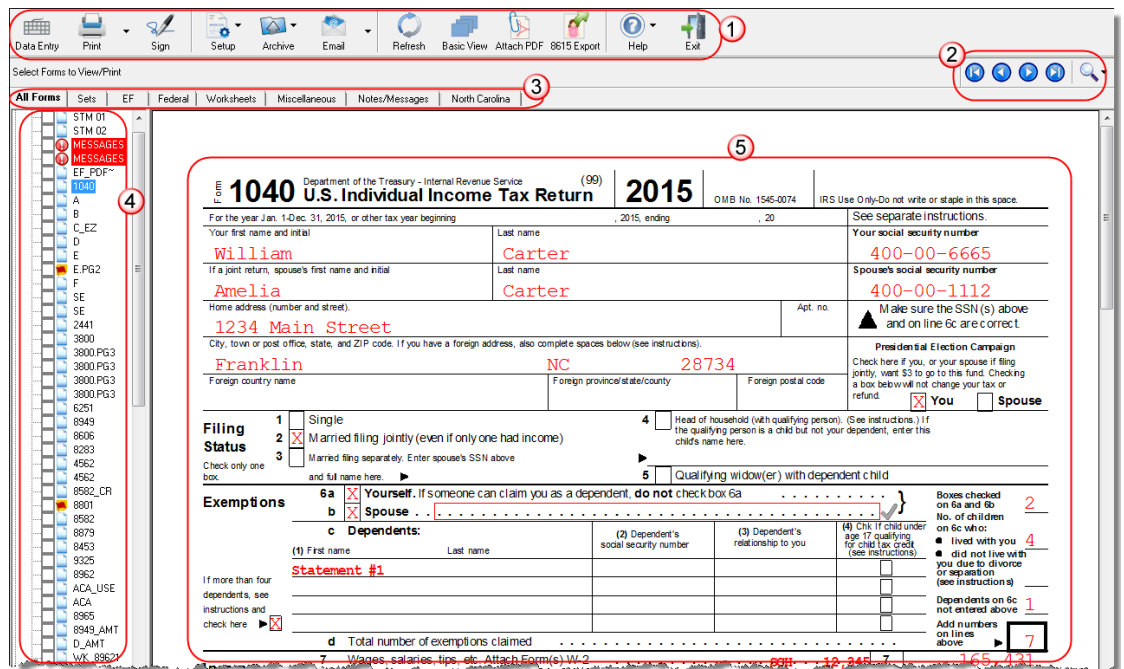 Data Entry Print Sign Setup Archive Email Refresh Basic View Attach PDF 8615 Export Help Exit
1
Select Forms to View/Print
2
All Forms Sets EF Federal Worksheets Miscellaneous Notes/Messages North Carolina
3
STM 01
STM 02
MESSAGES
MESSAGES
EF_PDF~
1040
A
B
C_EZ
D
E
E.PG2
F
SE
SE
2441
3800
3800.PG3
3800.PG3
3800.PG3
3800.PG3
6251
8949
8606
8283
4562
4562
8582_CR
8801
8582
8879
8453
9325
8962
ACA_USE
ACA
8965
8949_AMT
D_AMT
WK_89621
4
5
Form 1040 Department of the Treasury - Internal Revenue Service (99)
U.S. Individual Income Tax Return 2015 OMB No. 1545-0074 IRS Use Only-Do not write or staple in this space.
For the year Jan. 1-Dec. 31, 2015, or other tax year beginning , 2015, ending , 20 See separate instructions.
Your first name and initial Last name Your social security number
William Carter 400-00-6665
If a joint return, spouse's first name and initial Last name Spouse's social security number
Amelia Carter 400-00-1112
Home address (number and street). Apt. no. Make sure the SSN(s) above
1234 Main Street and on line 6c are correct.
City, town or post office, state, and ZIP code. If you have a foreign address, also complete spaces below (see instructions). Presidential Election Campaign
Franklin NC 28734 Check here if you, or your spouse if filing
jointly, want $3 to go to this fund. Checking
Foreign country name Foreign province/state/county Foreign postal code a box below will not change your tax or
refund. X You Spouse
Filing Status
Check only one box.
1 Single
2 X Married filing jointly (even if only one had income)
3 Married filing separately. Enter spouse's SSN above
and full name here.
4 Head of household (with qualifying person). (See instructions.) If
the qualifying person is a child but not your dependent, enter this
child's name here.
5 Qualifying widow(er) with dependent child
Exemptions
6a X Yourself. If someone can claim you as a dependent, do not check box 6a . . . . . . . . . .
b X Spouse . . . . . . . . . . . . . . . . . . . . . . . . . . . . . . . . . . .
}
Boxes checked
on 6a and 6b 2
No. of children
on 6c who:
lived with you 4
did not live with
you due to divorce
or separation
(see instructions)
Dependents on 6c
not entered above 1
Add numbers
on lines
above 7
c Dependents:
(1) First name Last name
(2) Dependent's
social security number
(3) Dependent's
relationship to you
(4) Chk if child under
age 17 qualifying
for child tax credit
(see instructions)
Statement #1
If more than four
dependents, see
instructions and
check here X
d Total number of exemptions claimed . . . . . . . . . . . . . . . . . . . . . . . . . .
7 Wages, salaries, tips, etc. Attach Form(s) W-2 . . . . . . . SCH 12,245 7 165,431